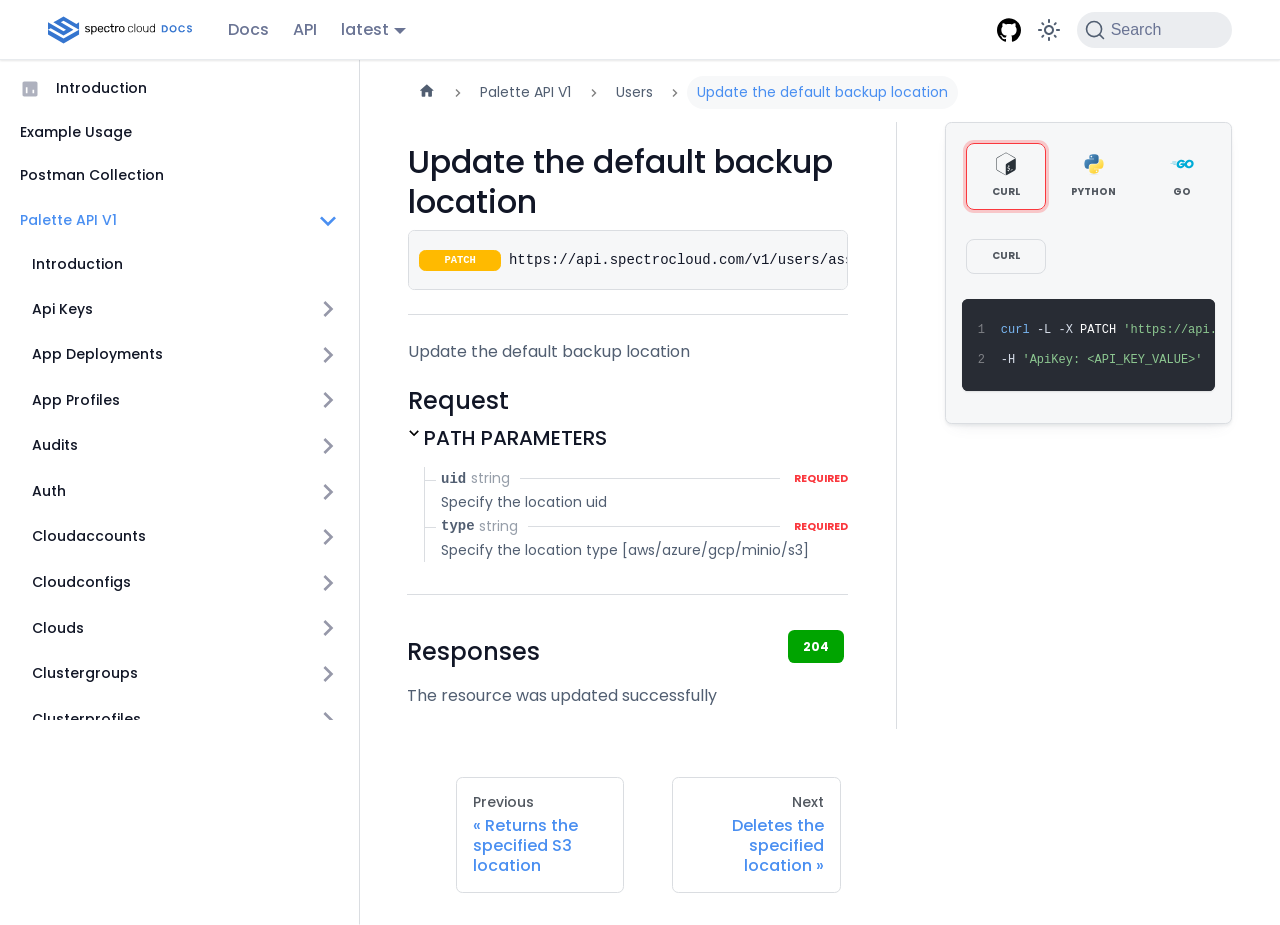 spectro cloud DOCS Docs API latest Search
Introduction
Example Usage
Postman Collection
Palette API V1
Introduction
Api Keys
App Deployments
App Profiles
Audits
Auth
Cloudaccounts
Cloudconfigs
Clouds
Clustergroups
Clusterprofiles
Palette API V1 Users Update the default backup location
Update the default backup
location
PATCH https://api.spectrocloud.com/v1/users/as
Update the default backup location
Request
PATH PARAMETERS
uid string REQUIRED
Specify the location uid
type string REQUIRED
Specify the location type [aws/azure/gcp/minio/s3]
Responses 204
The resource was updated successfully
Previous
« Returns the
specified S3
location
Next
Deletes the
specified
location »
CURL PYTHON GO
CURL
1 curl -L -X PATCH 'https://api.
2 -H 'ApiKey: <API_KEY_VALUE>'